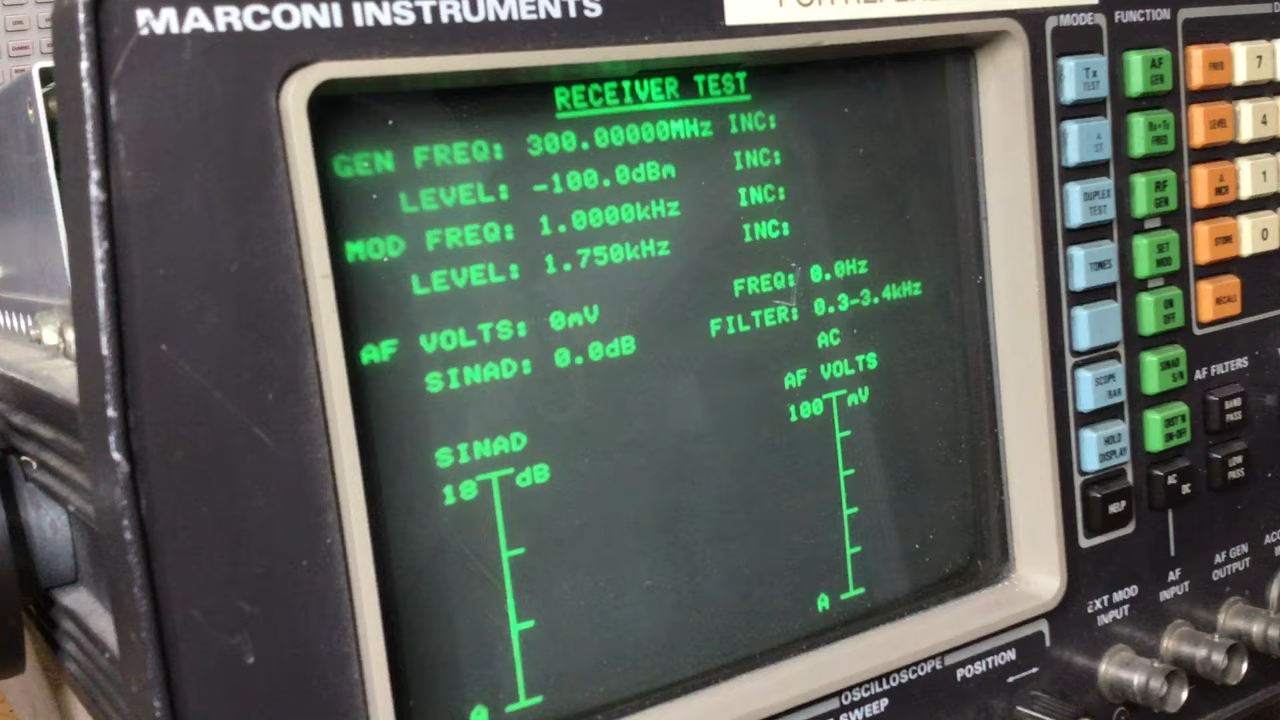 MARCONI INSTRUMENTS
RECEIVER TEST
GEN FREQ: 300.00000MHz INC:
LEVEL: -100.0dBm INC:
MOD FREQ: 1.0000kHz INC:
LEVEL: 1.750kHz INC:
AF VOLTS: 0mV FREQ: 0.0Hz
SINAD: 0.0dB FILTER: 0.3-3.4kHz
AC
AF VOLTS
100 mV
SINAD
18 dB
MODE
FUNCTION
Tx TEST
AF GEN
FREQ
7
Rx=Tx FREQ
LEVEL
4
DUPLEX TEST
RF GEN
INCR
1
TONES
SET MOD
STORE
0
ON OFF
RECALL
SCOPE/BAR
SINAD S/N
AF FILTERS
HOLD DISPLAY
DIST'N ON-OFF
BAND PASS
HELP
AC DC
LOW PASS
EXT MOD INPUT
AF INPUT
AF GEN OUTPUT
OSCILLOSCOPE
POSITION
SWEEP